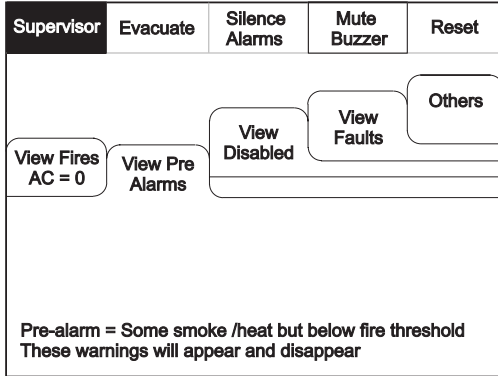 Supervisor
Evacuate
Silence
Alarms
Mute
Buzzer
Reset
View Fires
AC = 0
View Pre
Alarms
View
Disabled
View
Faults
Others
Pre-alarm = Some smoke /heat but below fire threshold
These warnings will appear and disappear